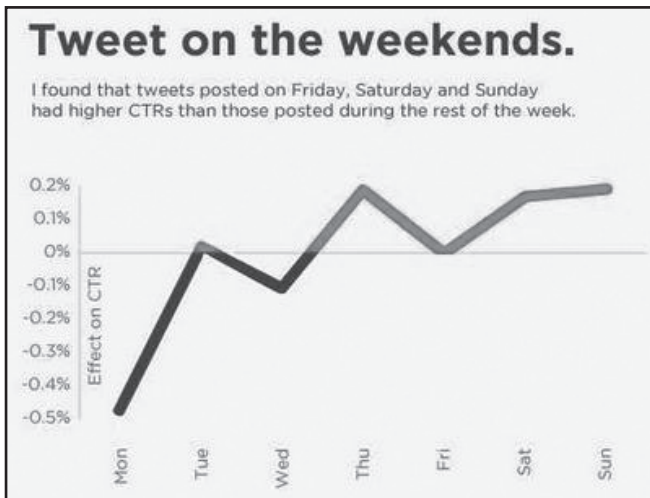 Tweet on the weekends.
I found that tweets posted on Friday, Saturday and Sunday
had higher CTRs than those posted during the rest of the week.
0.2%
0.1%
0%
-0.1%
-0.2%
-0.3%
-0.4%
-0.5%
Effect on CTR
Mon
Tue
Wed
Thu
Fri
Sat
Sun